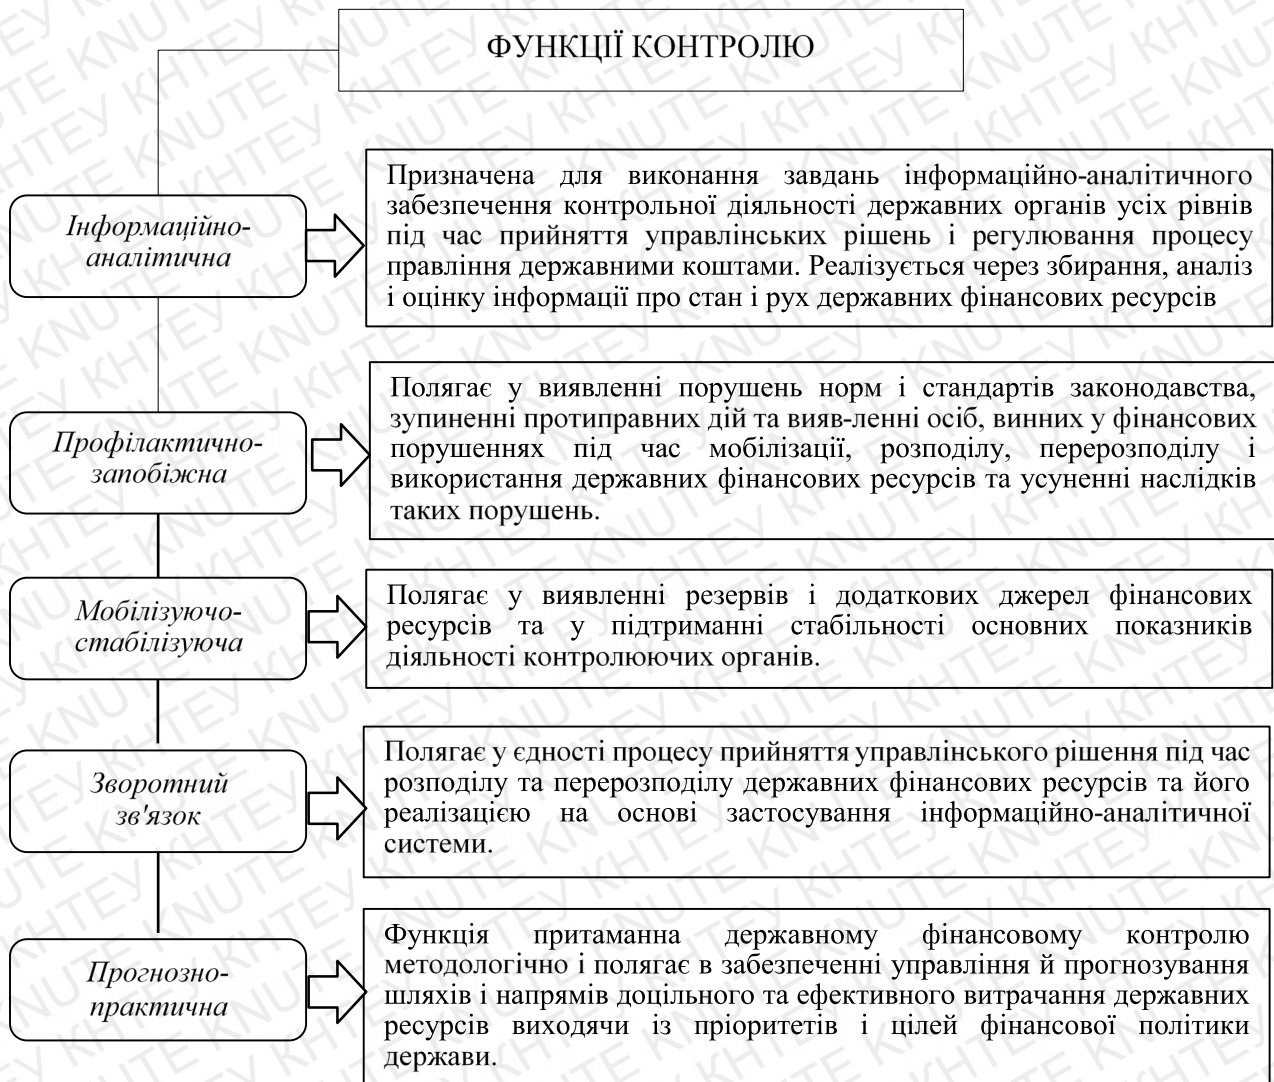 ФУНКЦІЇ КОНТРОЛЮ
Інформаційно-
аналітична
Призначена для виконання завдань інформаційно-аналітичного
забезпечення контрольної діяльності державних органів усіх рівнів
під час прийняття управлінських рішень і регулювання процесу
правління державними коштами. Реалізується через збирання, аналіз
і оцінку інформації про стан і рух державних фінансових ресурсів
Профілактично-
запобіжна
Полягає у виявленні порушень норм і стандартів законодавства,
зупиненні протиправних дій та вияв-ленні осіб, винних у фінансових
порушеннях під час мобілізації, розподілу, перерозподілу і
використання державних фінансових ресурсів та усуненні наслідків
таких порушень.
Мобілізуючо-
стабілізуюча
Полягає у виявленні резервів і додаткових джерел фінансових
ресурсів та у підтриманні стабільності основних показників
діяльності контролюючих органів.
Зворотний
зв'язок
Полягає у єдності процесу прийняття управлінського рішення під час
розподілу та перерозподілу державних фінансових ресурсів та його
реалізацією на основі застосування інформаційно-аналітичної
системи.
Прогнозно-
практична
Функція притаманна державному фінансовому контролю
методологічно і полягає в забезпеченні управління й прогнозування
шляхів і напрямів доцільного та ефективного витрачання державних
ресурсів виходячи із пріоритетів і цілей фінансової політики
держави.
KNUTE КНТЕУ